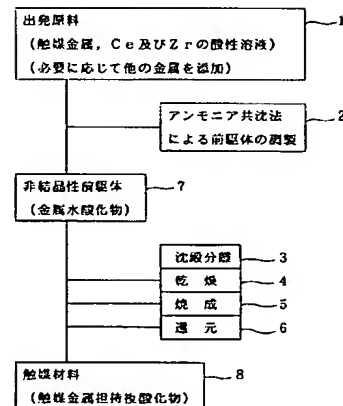 出発原料
1
(触媒金属，Ce及びZrの酸性溶液)
(必要に応じて他の金属を添加)
アンモニア共沈法
2
による前駆体の調製
非結晶性前駆体
7
(金属水酸化物)
沈殿分離
3
乾燥
4
焼成
5
還元
6
触媒材料
8
(触媒金属担持複酸化物)